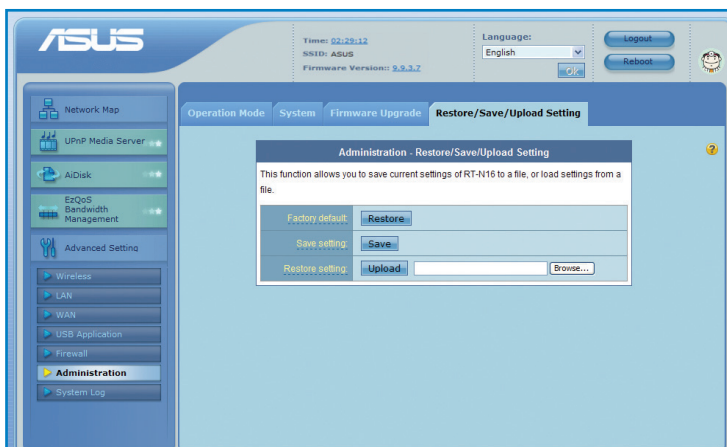 ASUS
Time: 02:29:12
SSID: ASUS
Firmware Version:: 9.9.3.7
Language:
English
OK
Logout
Reboot
Network Map
UPnP Media Server
AiDisk
EzQoS
Bandwidth
Management
Advanced Setting
Wireless
LAN
WAN
USB Application
Firewall
Administration
System Log
Operation Mode
System
Firmware Upgrade
Restore/Save/Upload Setting
Administration - Restore/Save/Upload Setting
This function allows you to save current settings of RT-N16 to a file, or load settings from a
file.
Factory default: Restore
Save setting: Save
Restore setting: Upload Browse...
?